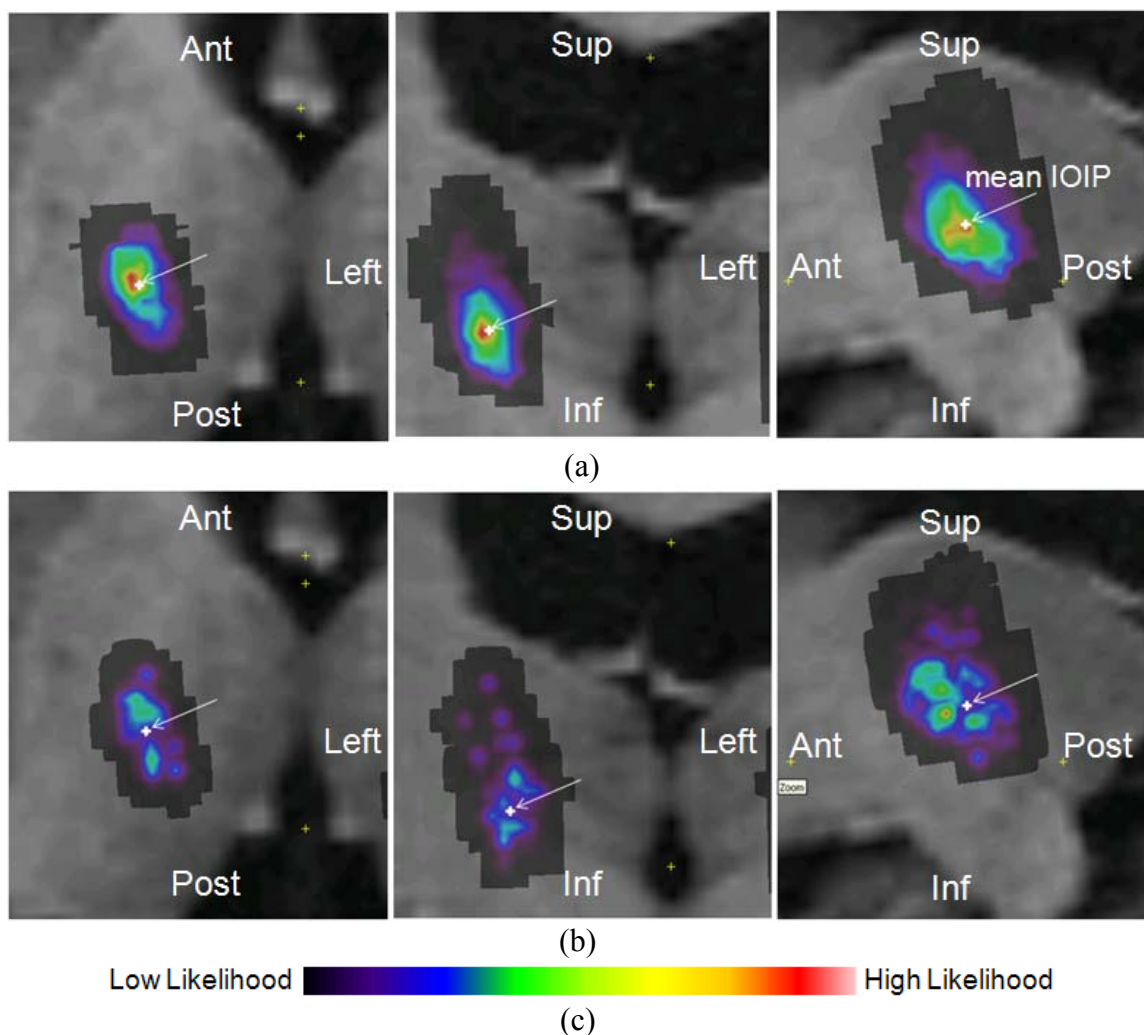 Ant
Sup
Sup
mean IOIP
Left
Left
Ant
Post
Post
Inf
Inf
(a)
Ant
Sup
Sup
Left
Left
Ant
Post
Zoom
Post
Inf
Inf
(b)
Low Likelihood
High Likelihood
(c)